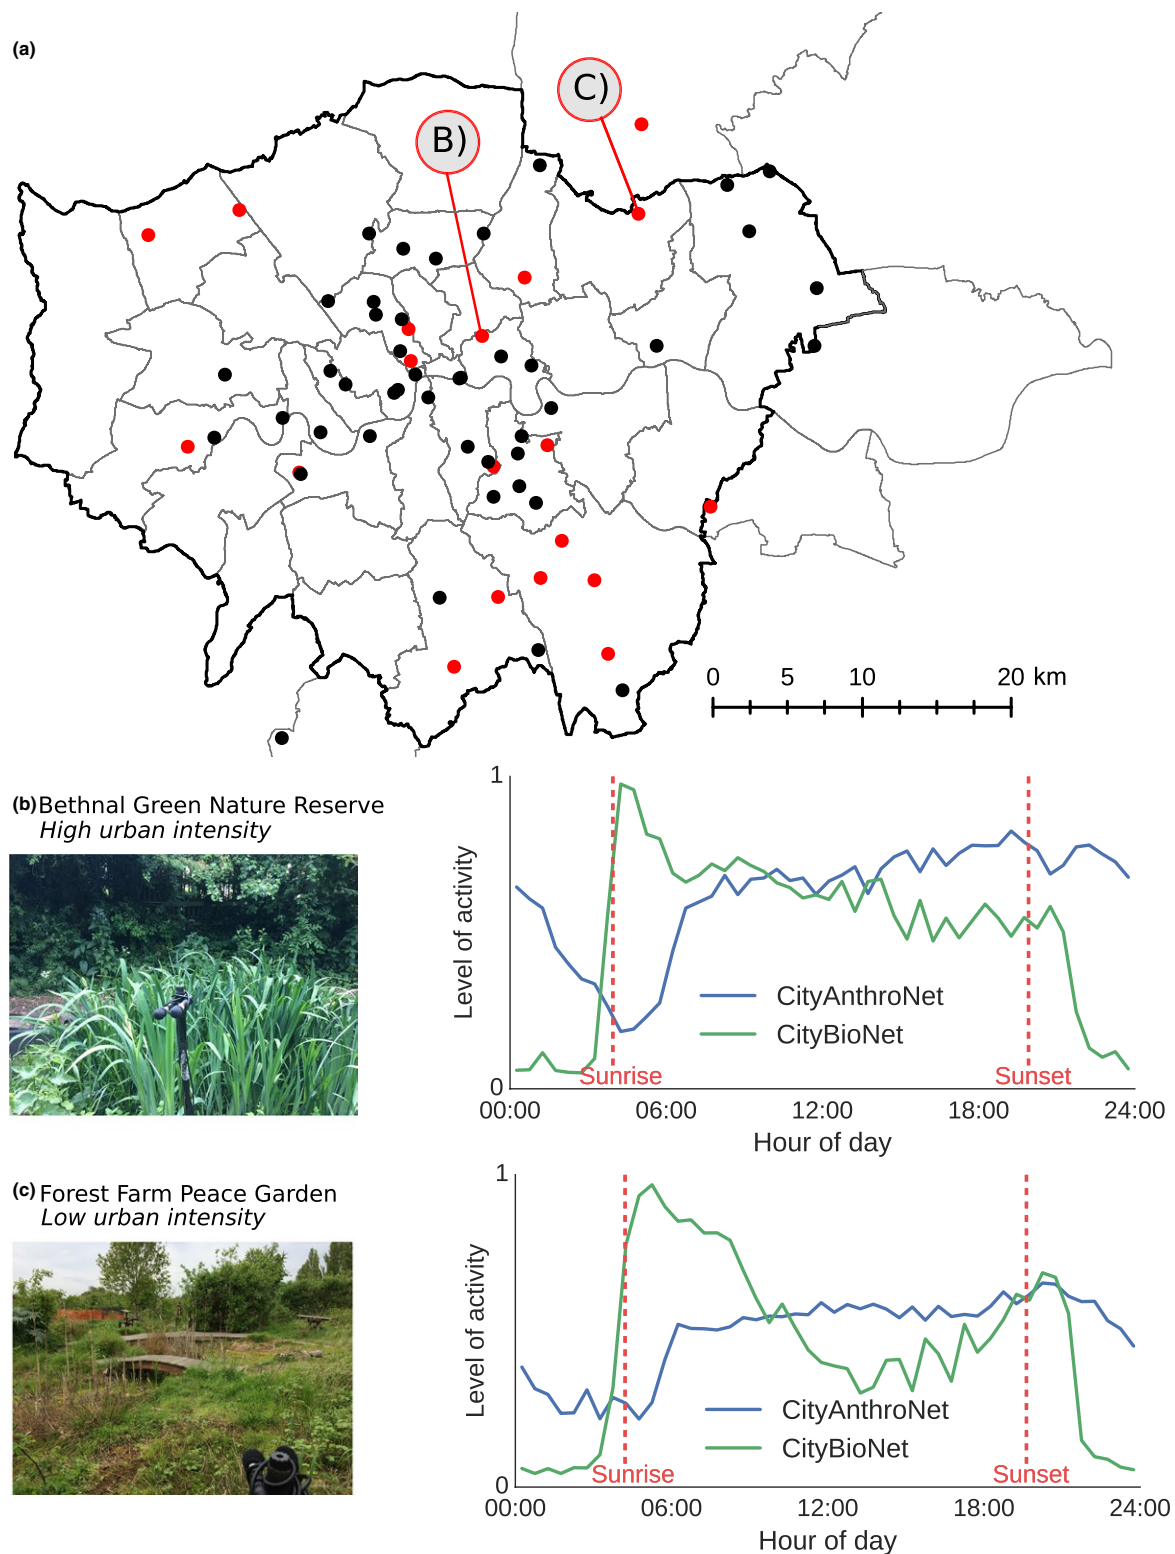 (a)
C)
B)
0 5 10 20 km
(b) Bethnal Green Nature Reserve
High urban intensity
1
Level of activity
CityAnthroNet
CityBioNet
Sunrise Sunset
0
00:00 06:00 12:00 18:00 24:00
Hour of day
(c) Forest Farm Peace Garden
Low urban intensity
1
Level of activity
CityAnthroNet
CityBioNet
Sunrise Sunset
0
00:00 06:00 12:00 18:00 24:00
Hour of day